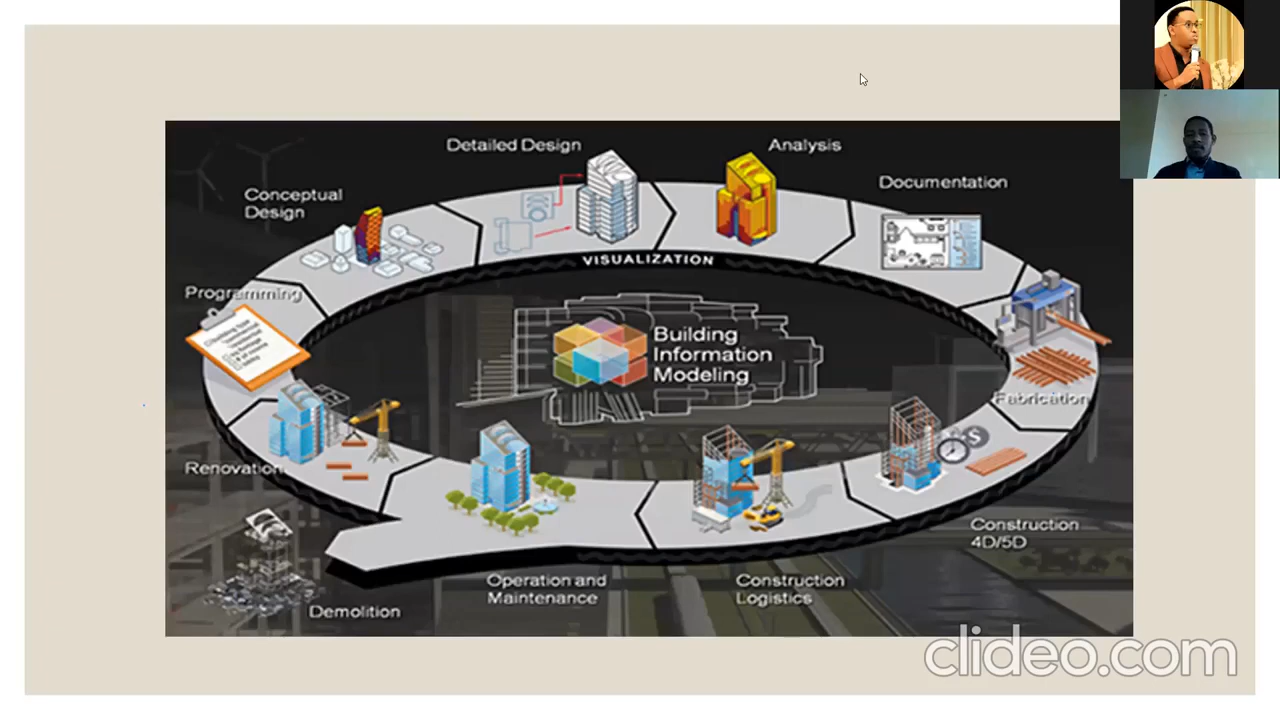 Detailed Design
Analysis
Conceptual
Design
Documentation
VISUALIZATION
Programming
Building
Information
Modeling
Fabrication
Renovation
Construction
4D/5D
Operation and
Maintenance
Construction
Logistics
Demolition
$
clideo.com